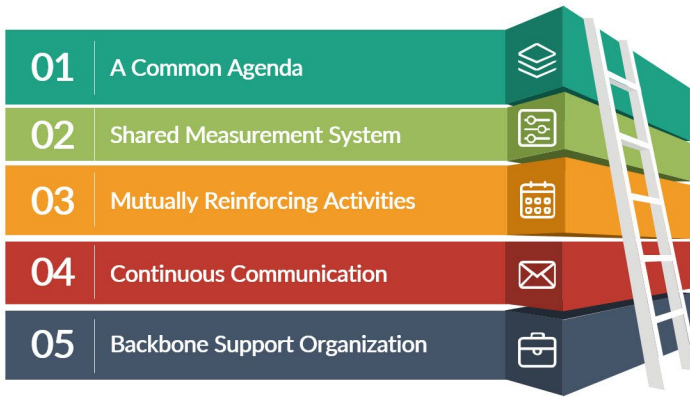 01 A Common Agenda
02 Shared Measurement System
03 Mutually Reinforcing Activities
04 Continuous Communication
05 Backbone Support Organization